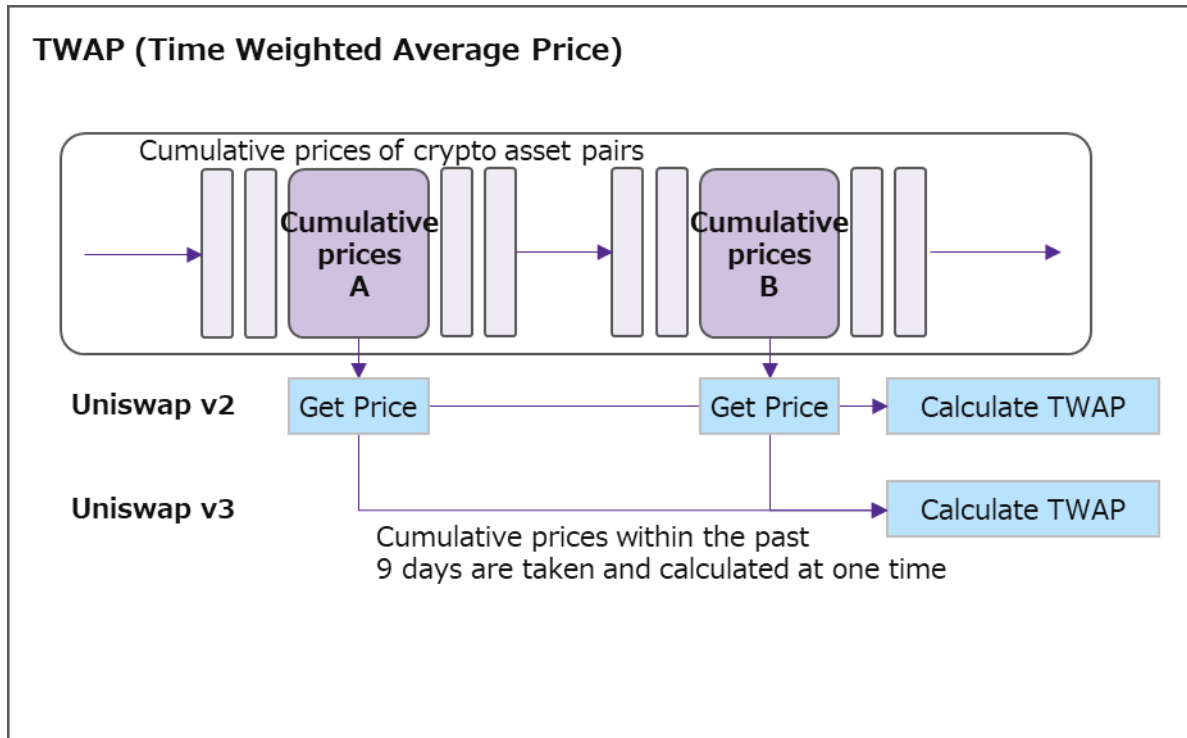 TWAP (Time Weighted Average Price)
Cumulative prices of crypto asset pairs
Cumulative
prices
A
Cumulative
prices
B
Uniswap v2
Get Price
Get Price
Calculate TWAP
Uniswap v3
Calculate TWAP
Cumulative prices within the past
9 days are taken and calculated at one time